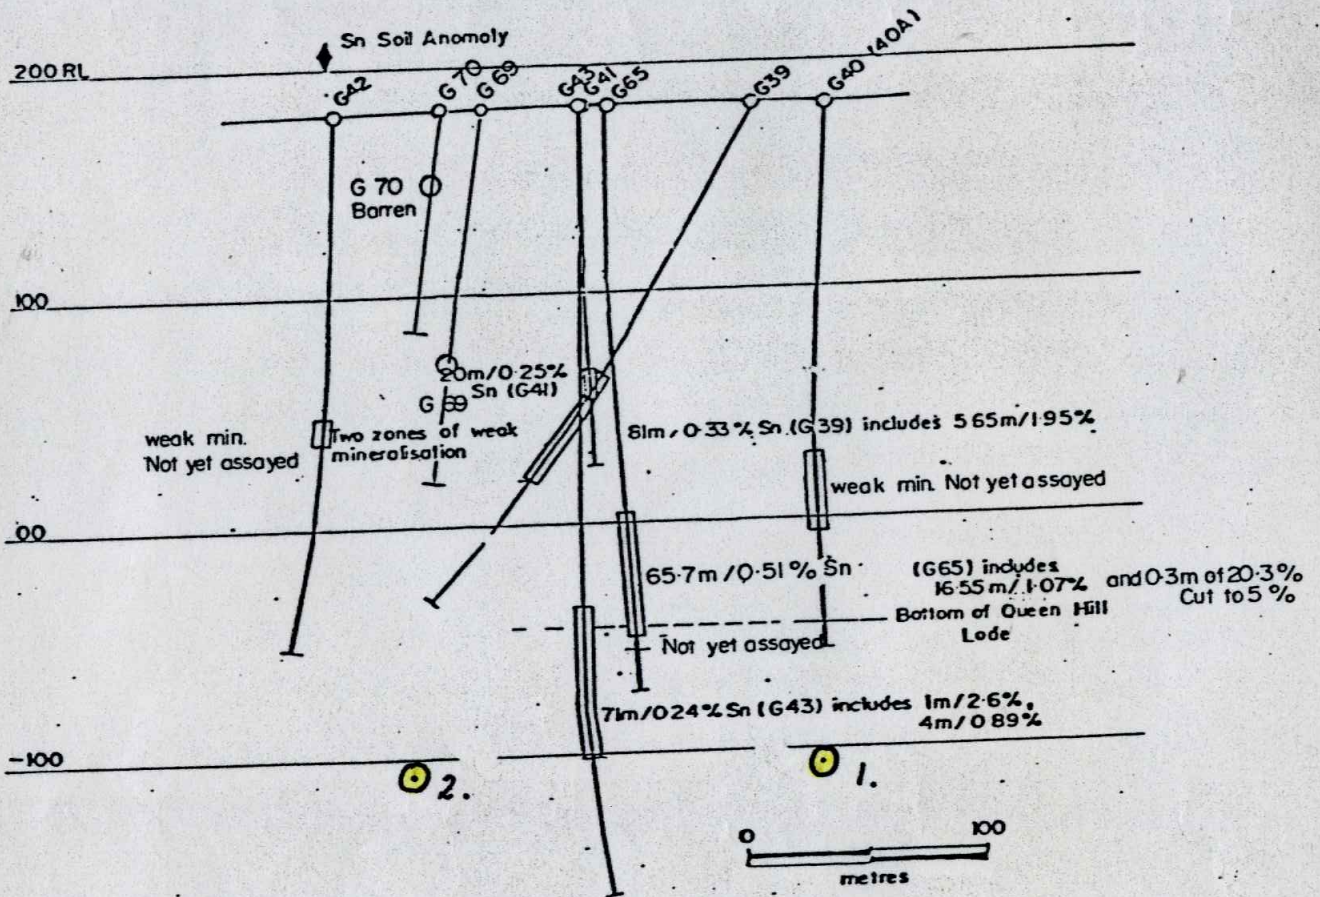 Sn Soil Anomaly
200 RL
G42
G 70
G 69
G43
G41
G65
G39
G40 (40A)
G 70
Barren
100
20m/0·25%
Sn (G41)
G 69
Two zones of weak
mineralisation
weak min.
Not yet assayed
81m/0·33% Sn (G39) includes 5·65m/1·95%
weak min. Not yet assayed
00
65·7m/0·51% Sn
(G65) includes
16·55m/1·07%
and 0·3m of 20·3%
Cut to 5%
Bottom of Queen Hill
Lode
Not yet assayed
71m/0·24% Sn (G43) includes 1m/2·6%,
4m/0·89%
-100
2.
1.
0
100
metres